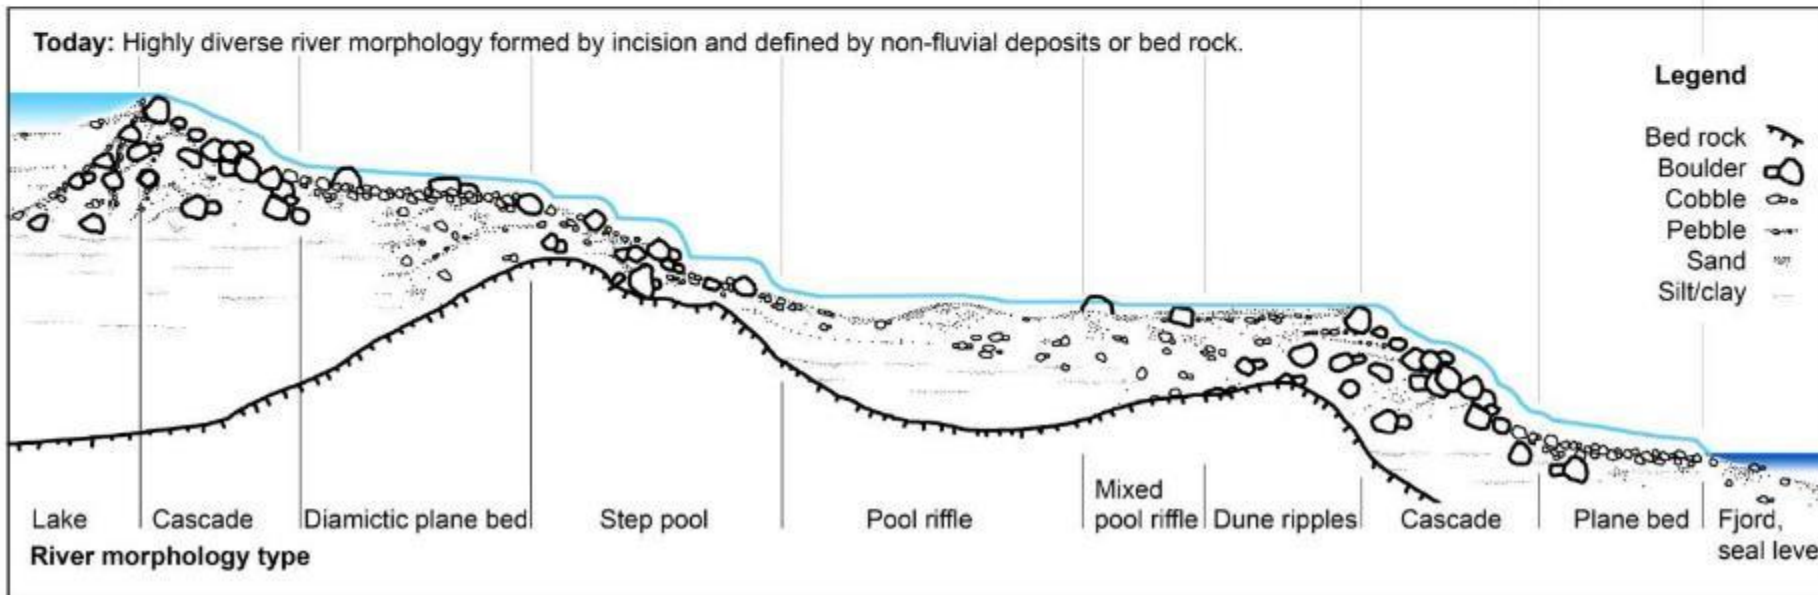 Today: Highly diverse river morphology formed by incision and defined by non-fluvial deposits or bed rock.
Legend
Bed rock
Boulder
Cobble
Pebble
Sand
Silt/clay
Lake
Cascade
Diamictic plane bed
Step pool
Pool riffle
Mixed
pool riffle
Dune ripples
Cascade
Plane bed
Fjord,
seal leve
River morphology type